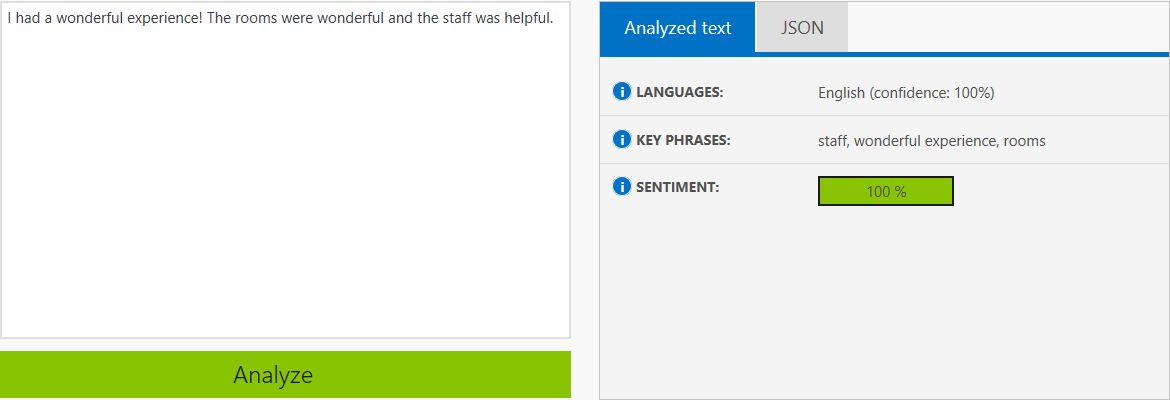 I had a wonderful experience! The rooms were wonderful and the staff was helpful.
Analyze
Analyzed text
JSON
i LANGUAGES: English (confidence: 100%)
i KEY PHRASES: staff, wonderful experience, rooms
i SENTIMENT: 100 %